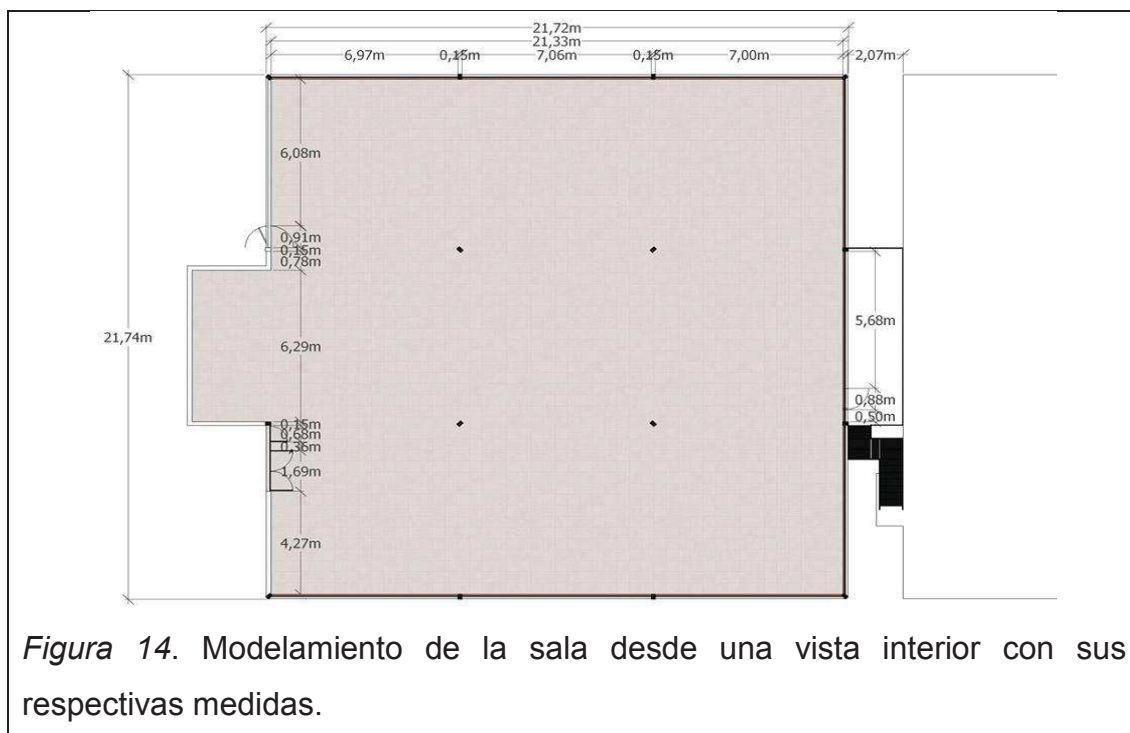 21,72m
21,33m
6,97m 0,15m 7,06m 0,15m 7,00m 2,07m
6,08m
0,91m
0,15m
0,78m
5,68m
21,74m
6,29m
0,88m
0,50m
0,15m
0,68m
0,36m
1,69m
4,27m
Figura 14. Modelamiento de la sala desde una vista interior con sus
respectivas medidas.